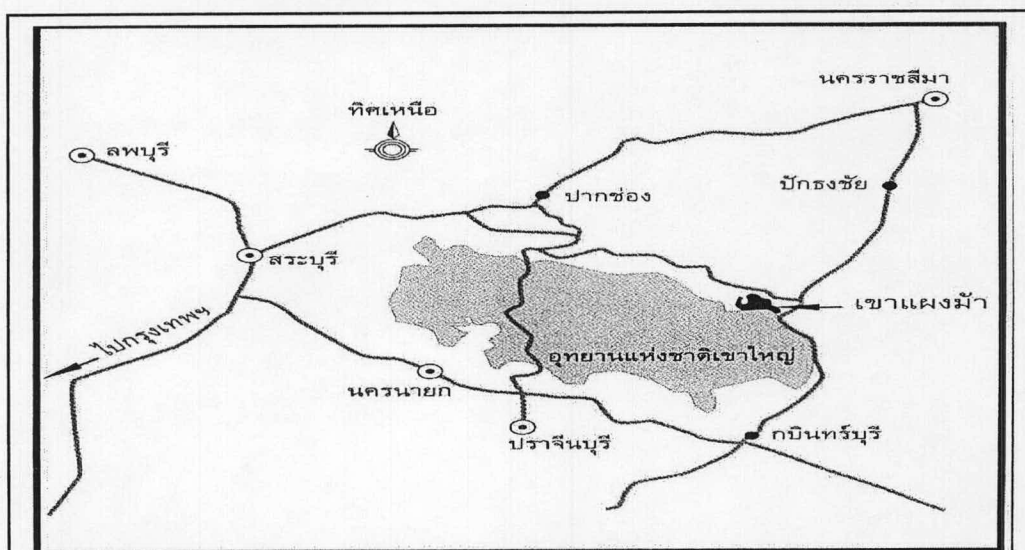 นครราชสีมา
ทิศเหนือ
ลพบุรี
ปักธงชัย
ปากช่อง
สระบุรี
เขาแผงม้า
ไปกรุงเทพฯ
อุทยานแห่งชาติเขาใหญ่
นครนายก
กบินทร์บุรี
ปราจีนบุรี